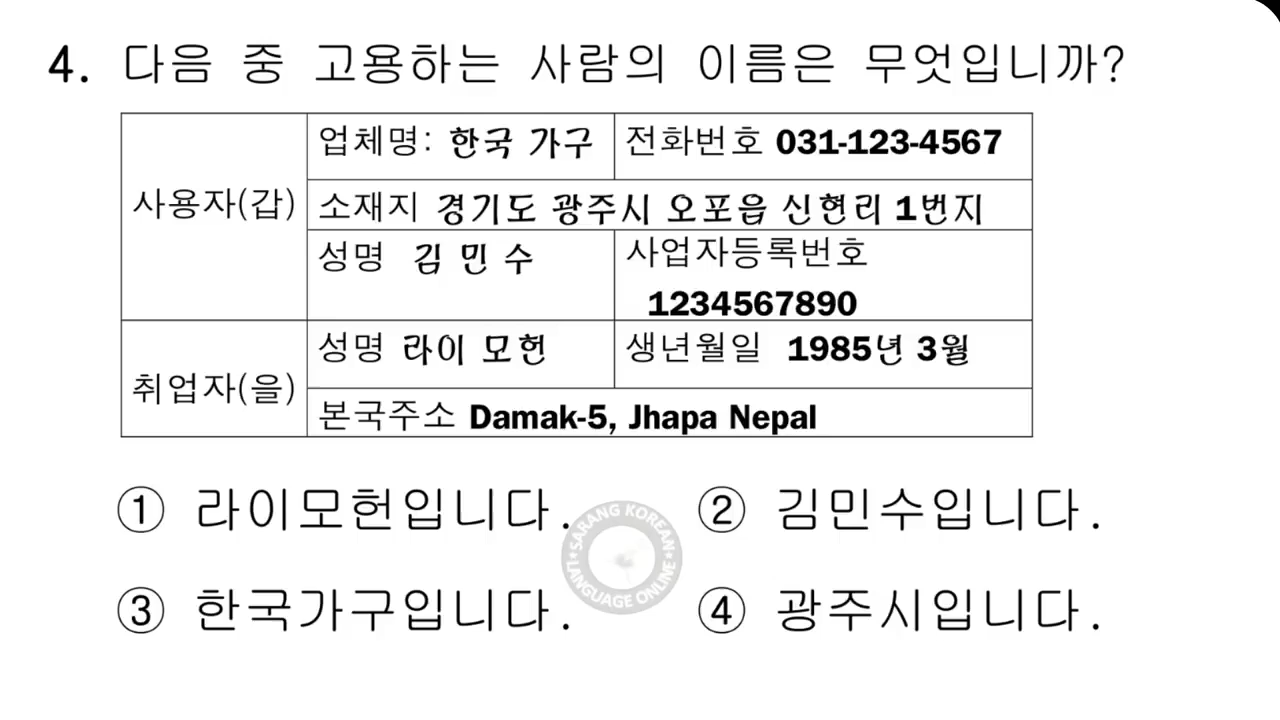 4. 다음 중 고용하는 사람의 이름은 무엇입니까?
사용자(갑)
업체명: 한국 가구
전화번호 031-123-4567
소재지 경기도 광주시 오포읍 신현리 1번지
성명 김 민 수
사업자등록번호
1234567890
취업자(을)
성명 라이 모헌
생년월일 1985년 3월
본국주소 Damak-5, Jhapa Nepal
① 라이모헌입니다.
② 김민수입니다.
③ 한국가구입니다.
④ 광주시입니다.
SARANG KOREAN
LANGUAGE ONLINE